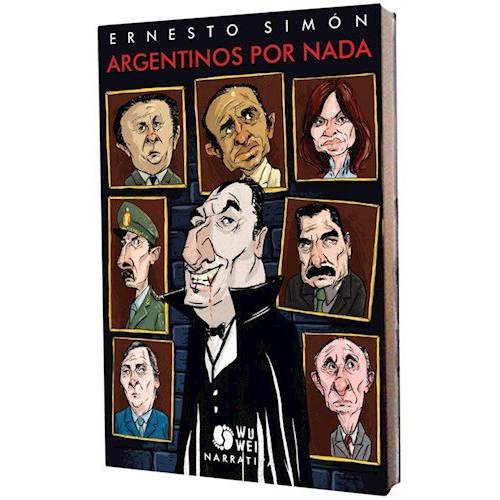 ERNESTO SIMÓN
ARGENTINOS POR NADA
WU
WEI
NARRATIVA